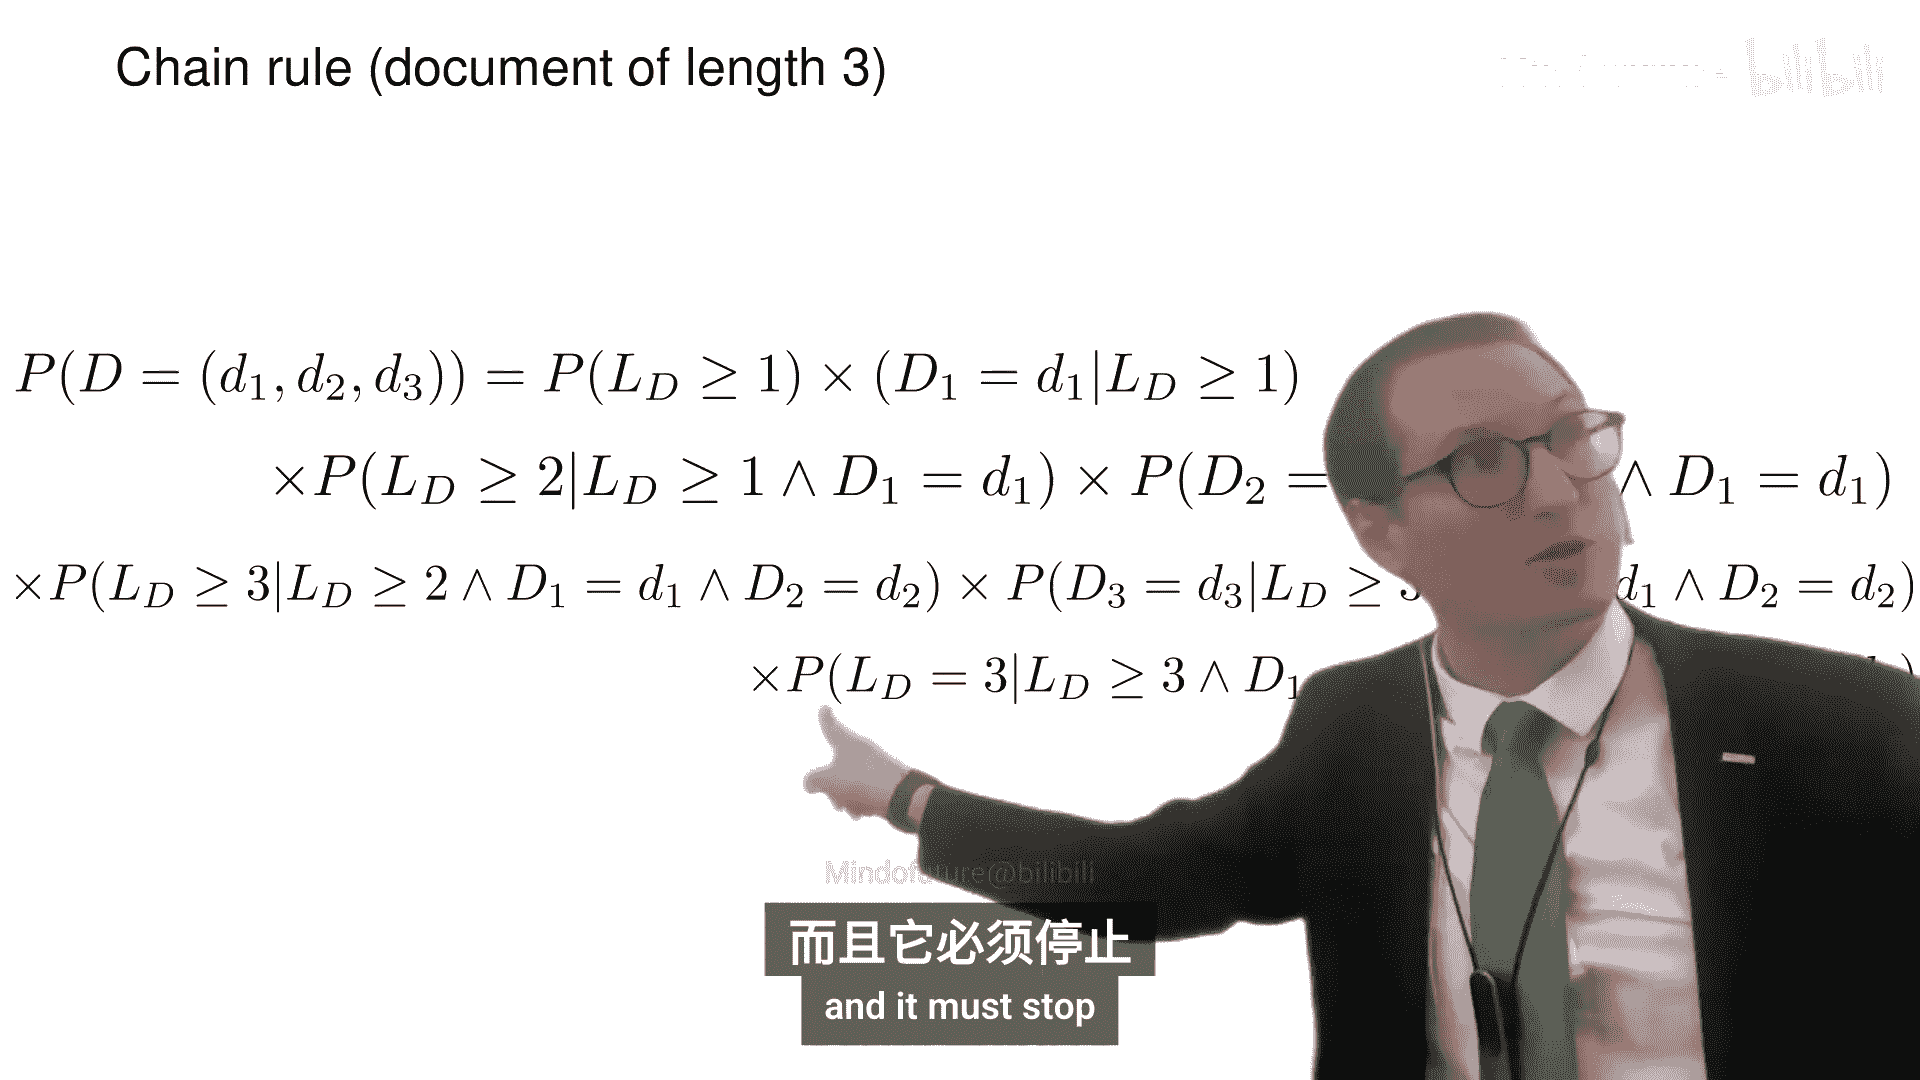 Chain rule (document of length 3)
bilibili
P(D = (d₁, d₂, d₃)) = P(L_D ≥ 1) × (D₁ = d₁|L_D ≥ 1)
×P(L_D ≥ 2|L_D ≥ 1 ∧ D₁ = d₁) × P(D₂ = ∧ D₁ = d₁)
×P(L_D ≥ 3|L_D ≥ 2 ∧ D₁ = d₁ ∧ D₂ = d₂) × P(D₃ = d₃|L_D ≥ 3 d₁ ∧ D₂ = d₂)
×P(L_D = 3|L_D ≥ 3 ∧ D₁
Mindofuture@bilibili
而且它必须停止
and it must stop